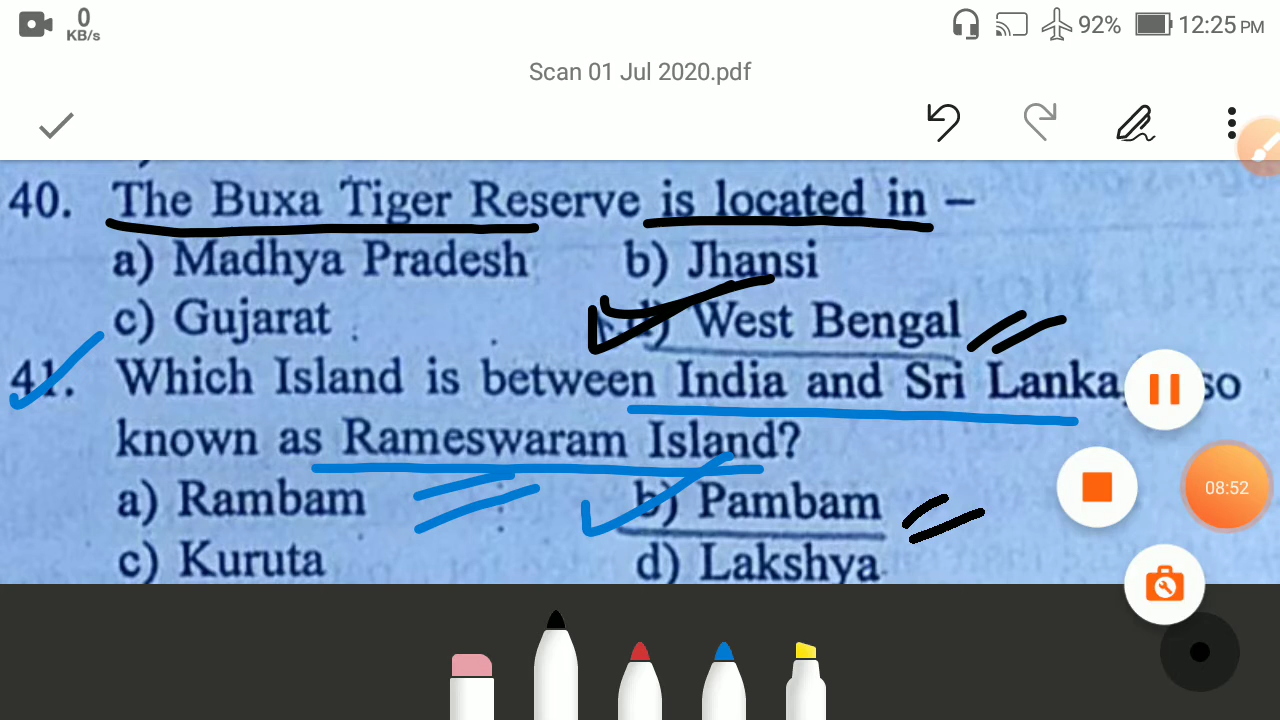 0
KB/s
92% 12:25 PM
Scan 01 Jul 2020.pdf
40. The Buxa Tiger Reserve is located in –
a) Madhya Pradesh b) Jhansi
c) Gujarat d) West Bengal
41. Which Island is between India and Sri Lanka, so
known as Rameswaram Island?
a) Rambam b) Pambam
c) Kuruta d) Lakshya
08:52